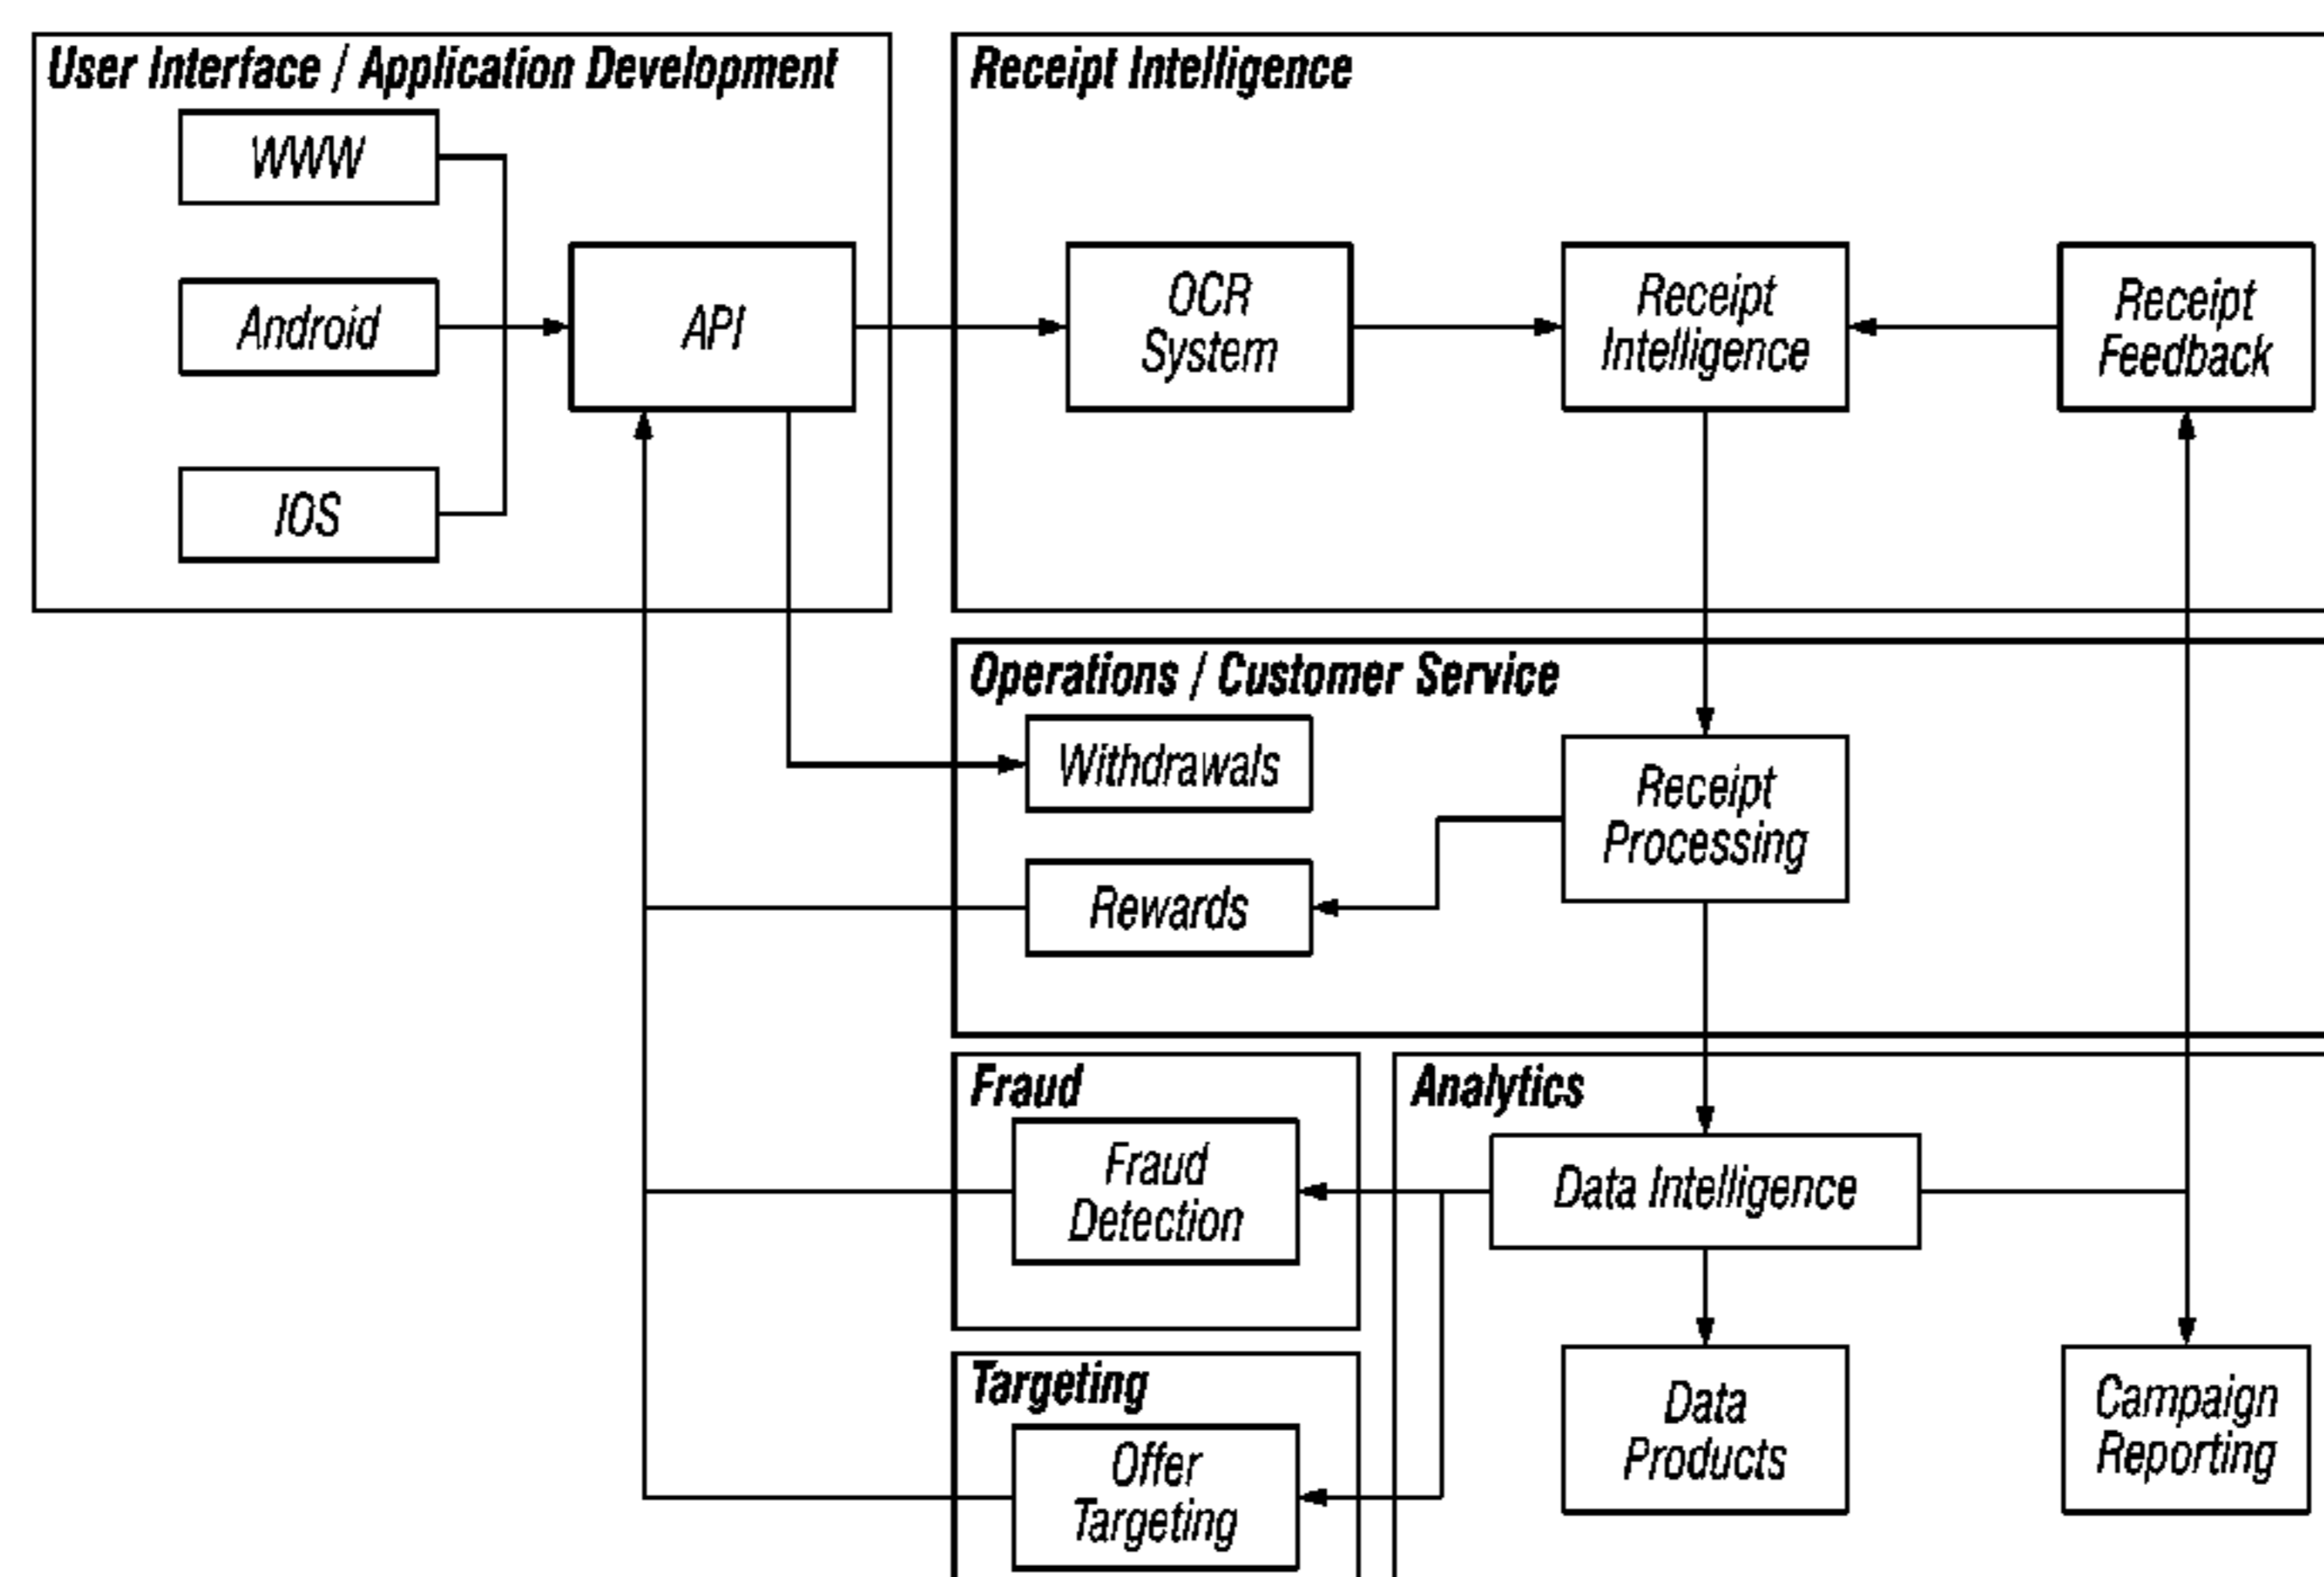 User Interface / Application Development
WWW
Android
IOS
API
Receipt Intelligence
OCR
System
Receipt
Intelligence
Receipt
Feedback
Operations / Customer Service
Withdrawals
Rewards
Receipt
Processing
Fraud
Fraud
Detection
Analytics
Data Intelligence
Data
Products
Campaign
Reporting
Targeting
Offer
Targeting